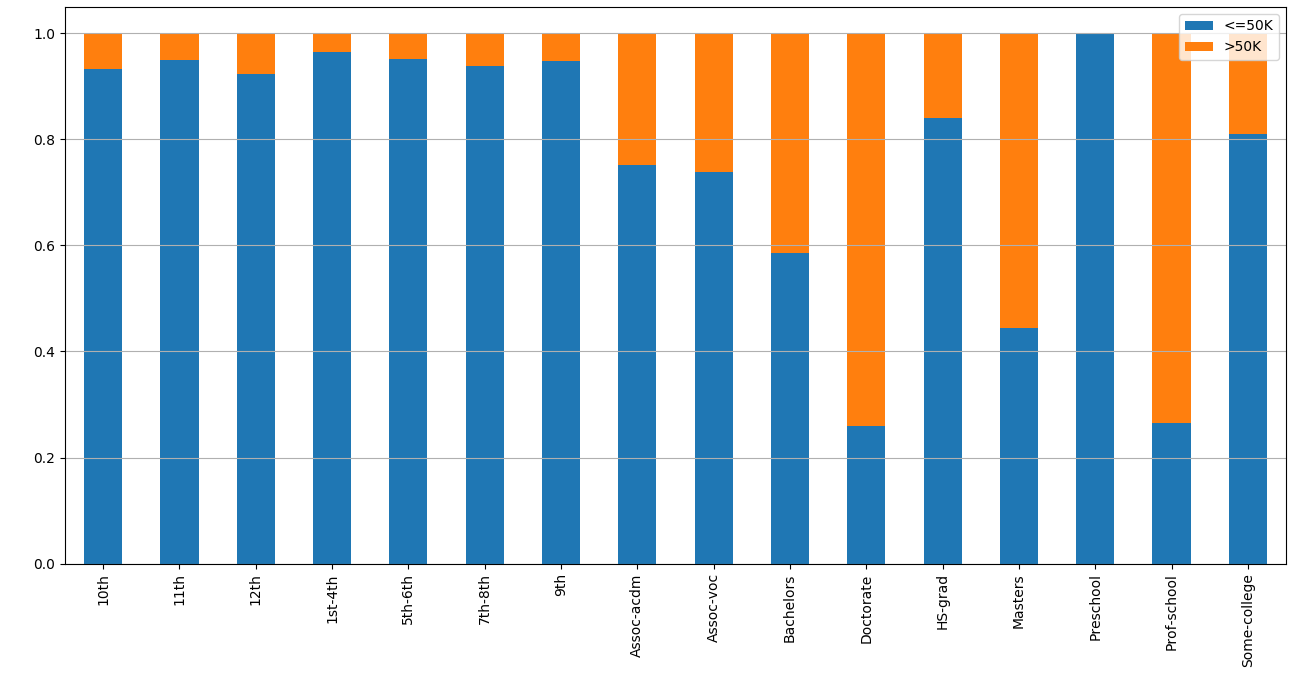 <=50K
>50K
1.0
0.8
0.6
0.4
0.2
0.0
10th
11th
12th
1st-4th
5th-6th
7th-8th
9th
Assoc-acdm
Assoc-voc
Bachelors
Doctorate
HS-grad
Masters
Preschool
Prof-school
Some-college